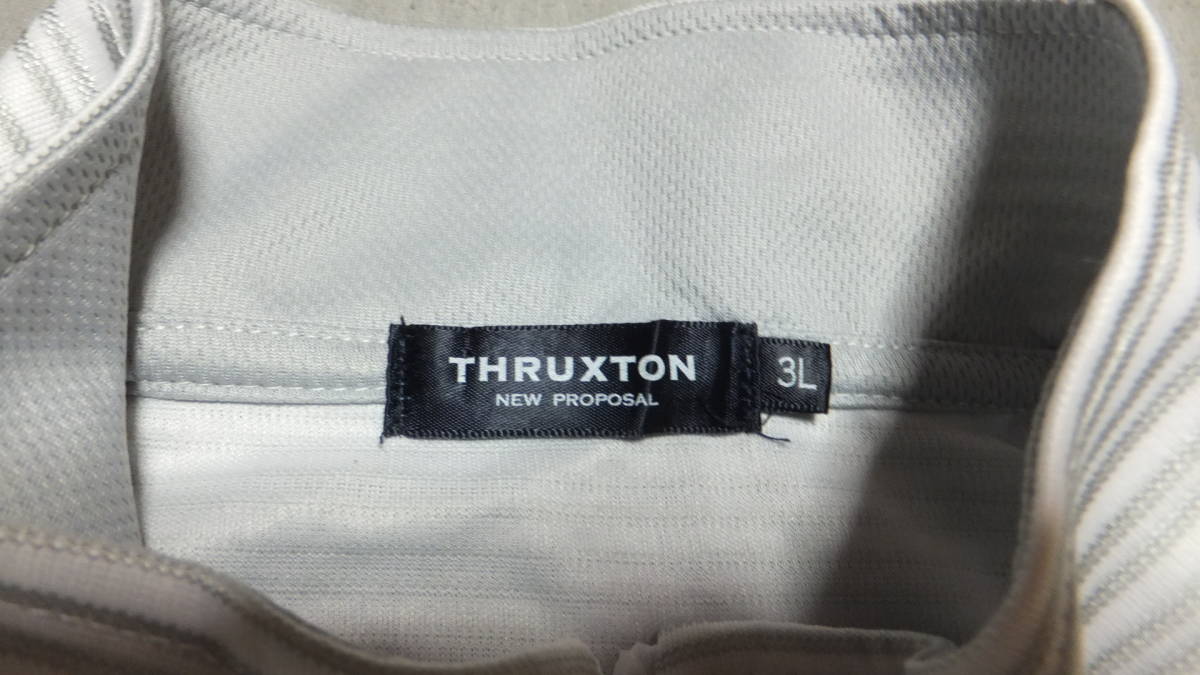 THRUXTON
NEW PROPOSAL
3L